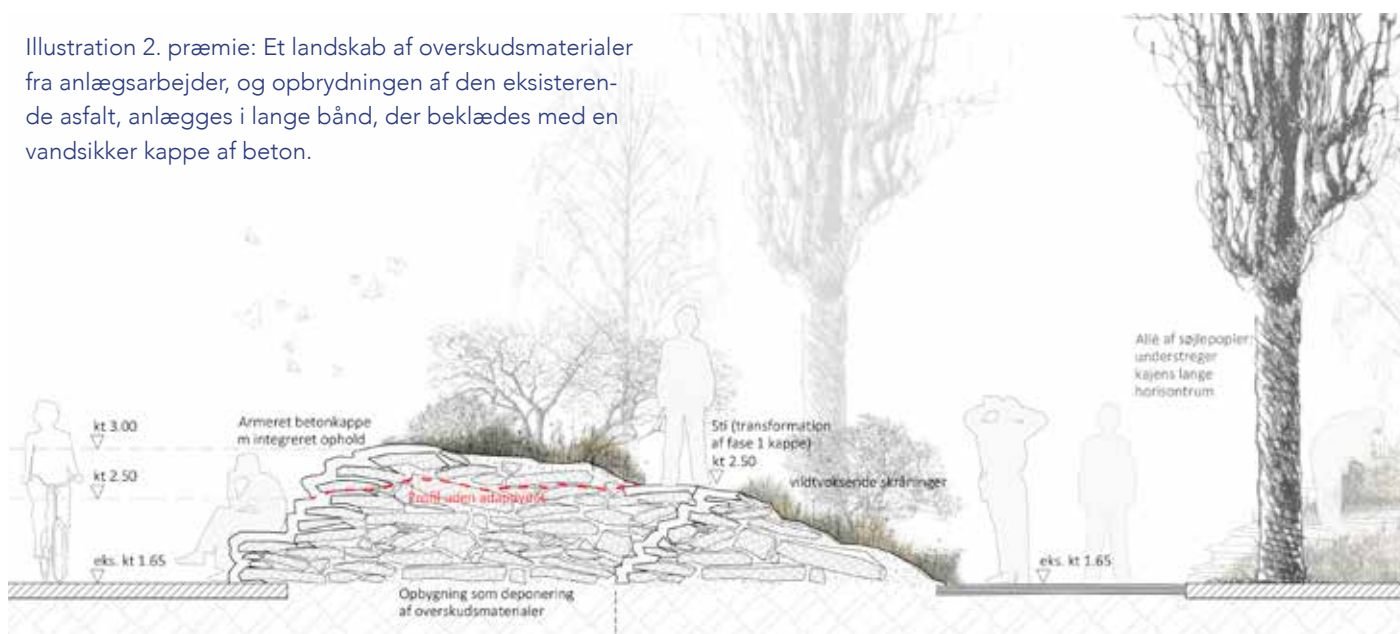 Illustration 2. præmie: Et landskab af overskudsmaterialer
fra anlægsarbejder, og opbrydningen af den eksisteren-
de asfalt, anlægges i lange bånd, der beklædes med en
vandsikker kappe af beton.
Allé af søjlepopler
understreger
kajens lange
horisontrum
kt 3.00
Armeret betonkappe
m integreret ophold
Sti (transformation
af fase 1 kappe)
kt 2.50
kt 2.50
vildtvoksende skråninger
Profil uden
eks. kt 1.65
eks. kt 1.65
Opbygning som deponering
af overskudsmaterialer